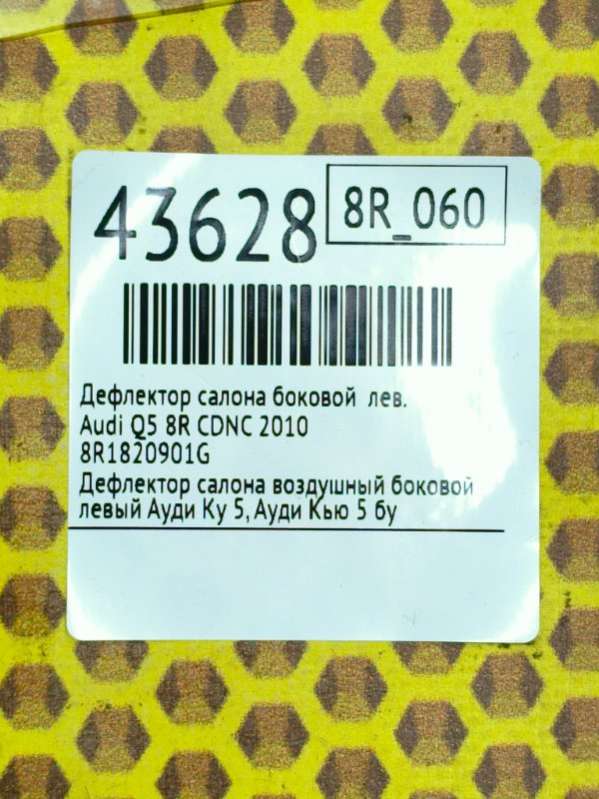 43628
8R_060
Дефлектор салона боковой лев.
Audi Q5 8R CDNC 2010
8R1820901G
Дефлектор салона воздушный боковой
левый Ауди Ку 5, Ауди Кью 5 бу